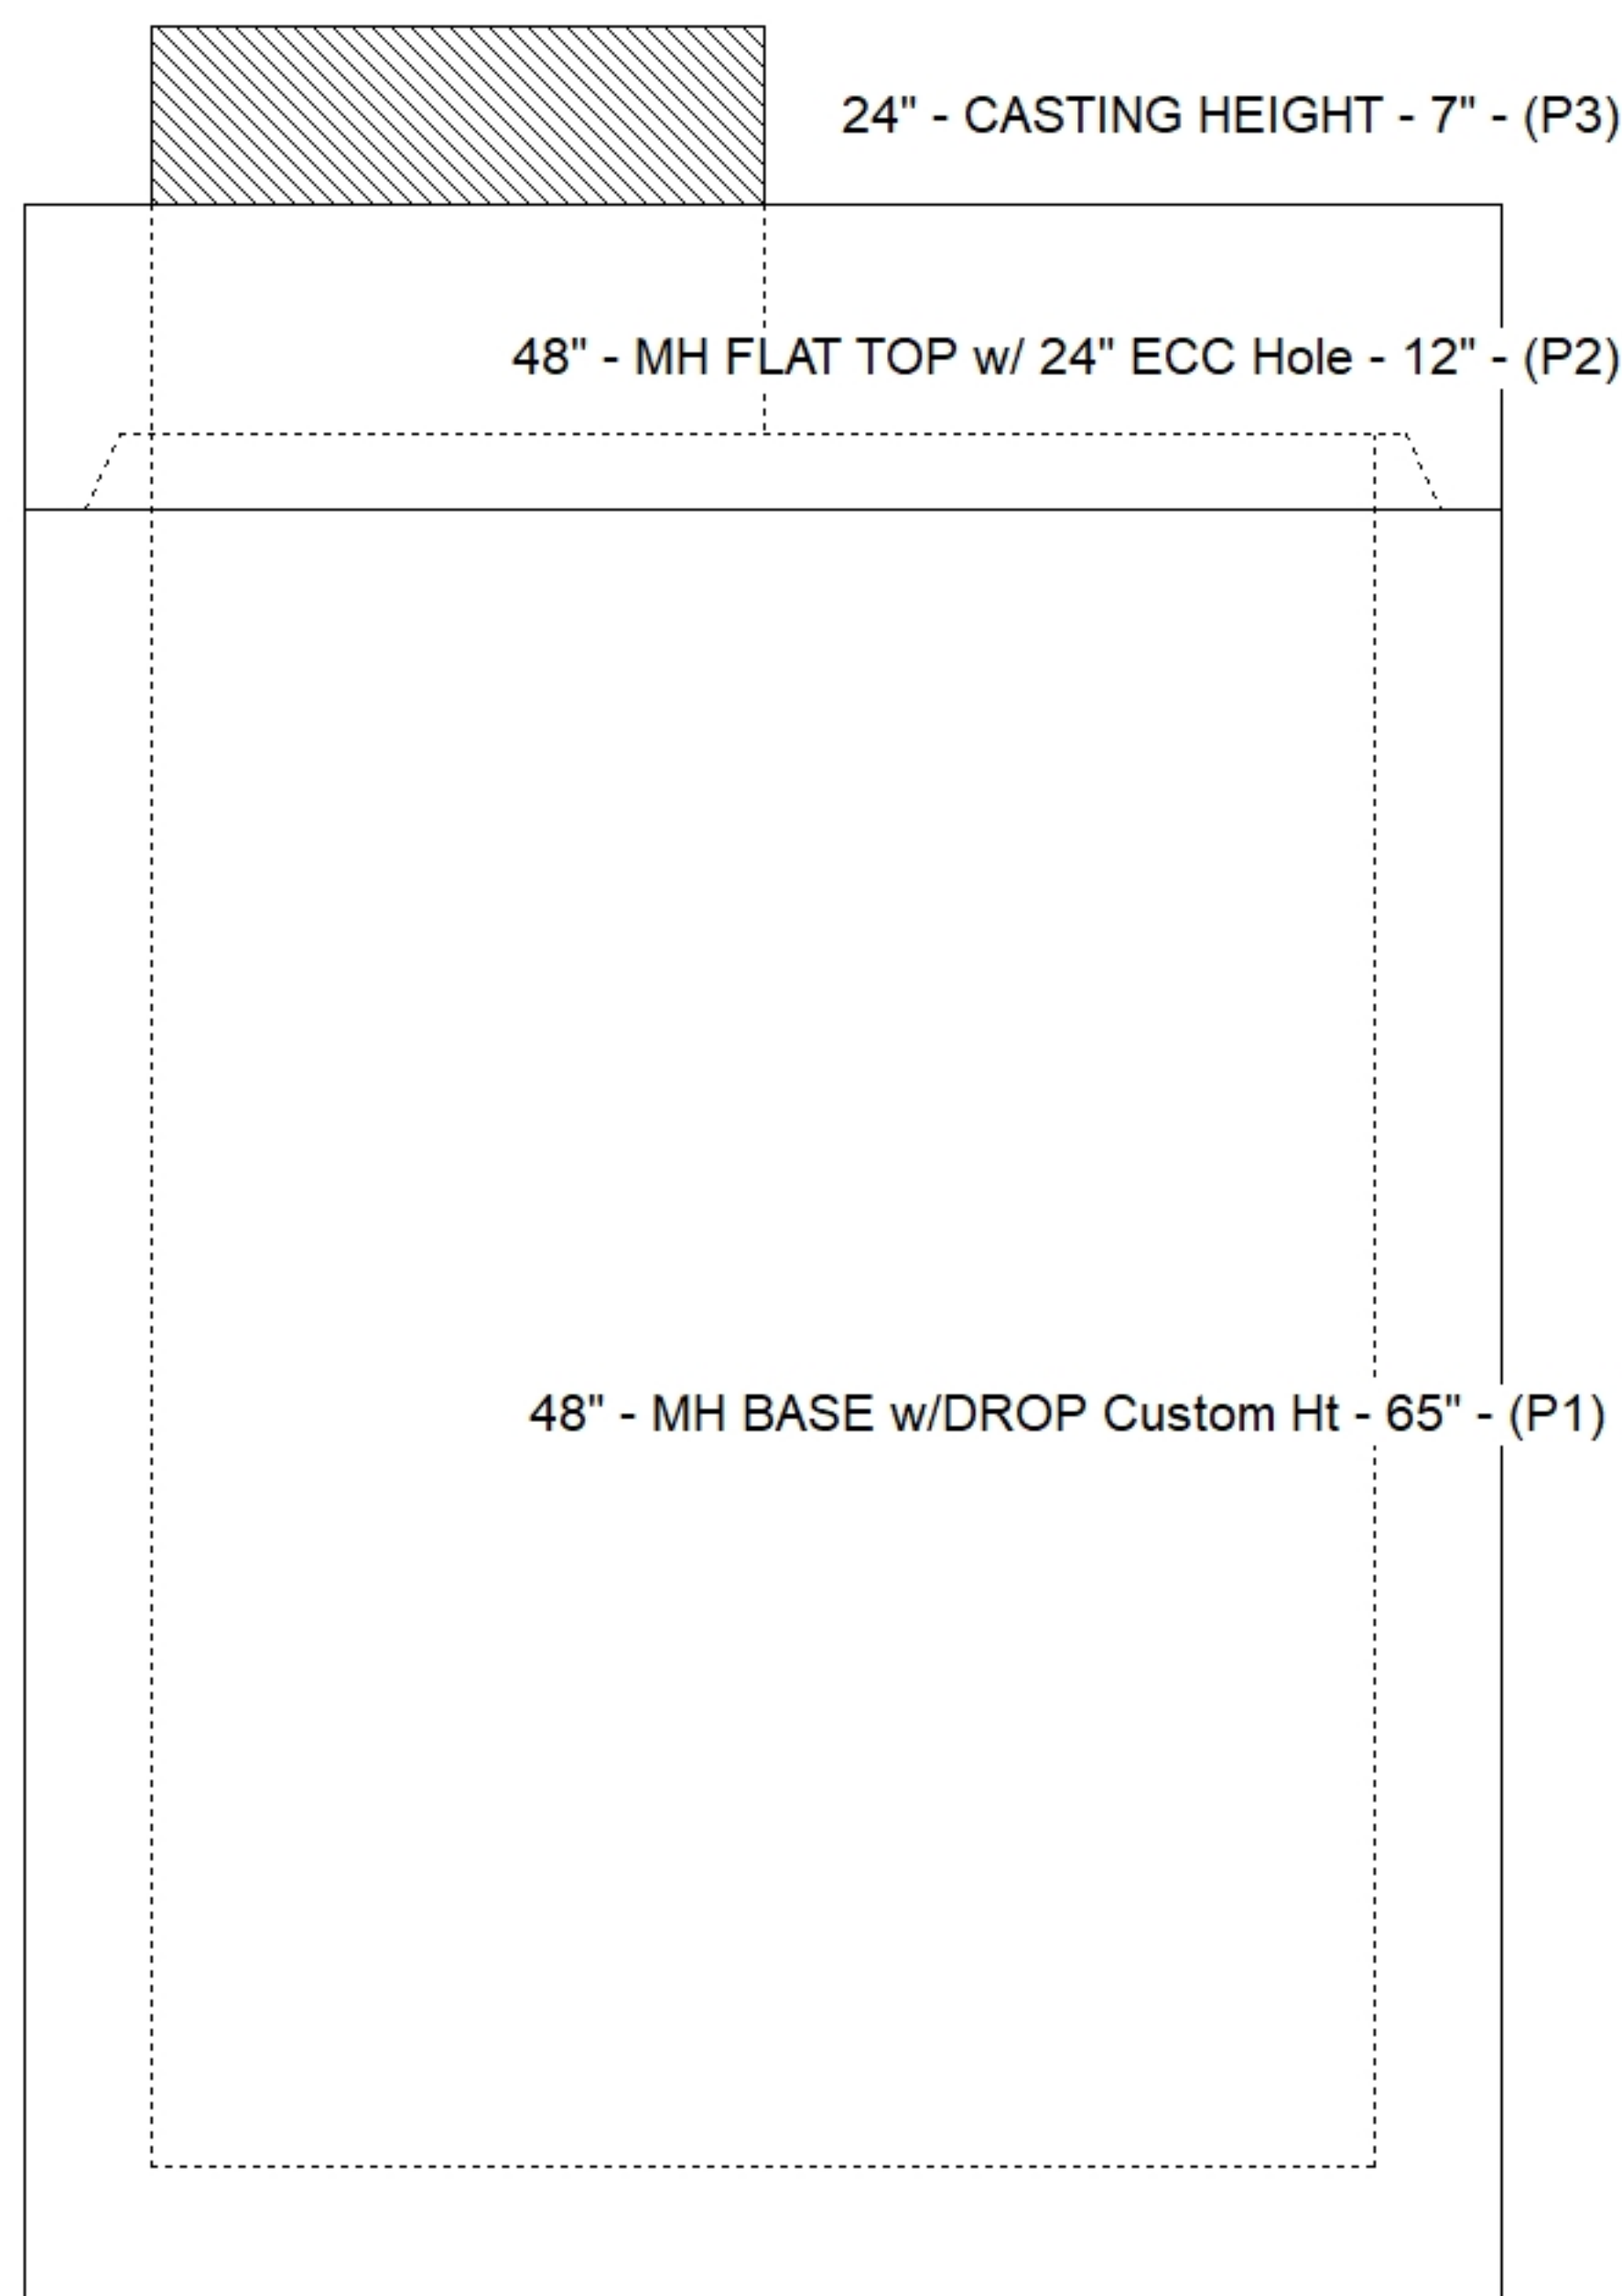 24" - CASTING HEIGHT - 7" - (P3)
48" - MH FLAT TOP w/ 24" ECC Hole - 12" - (P2)
48" - MH BASE w/DROP Custom Ht - 65" - (P1)